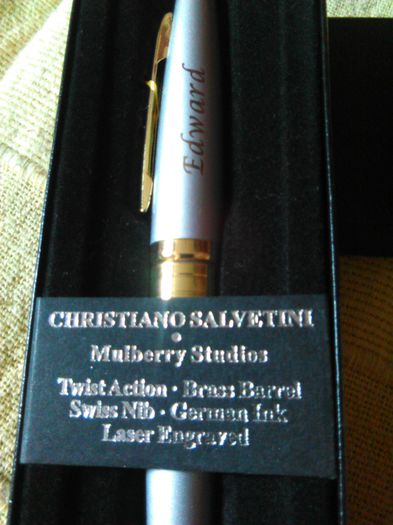 Edward
CHRISTIANO SALVETINI
•
Mulberry Studios
Twist Action • Brass Barrel
Swiss Nib • German Ink
Laser Engraved